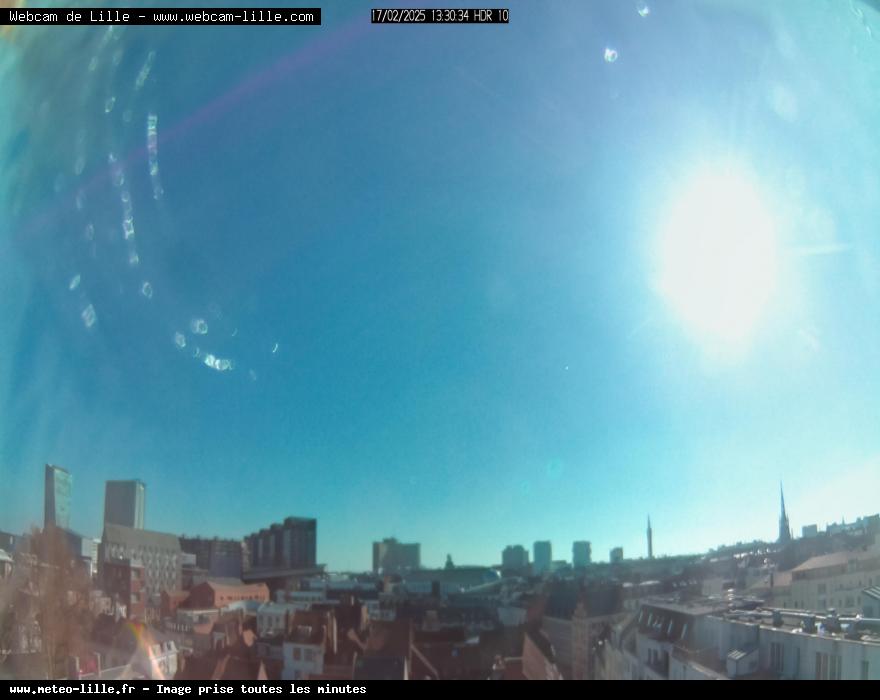 Webcam de Lille - www.webcam-lille.com
17/02/2025 13:30:34 HDR 10
www.meteo-lille.fr - Image prise toutes les minutes